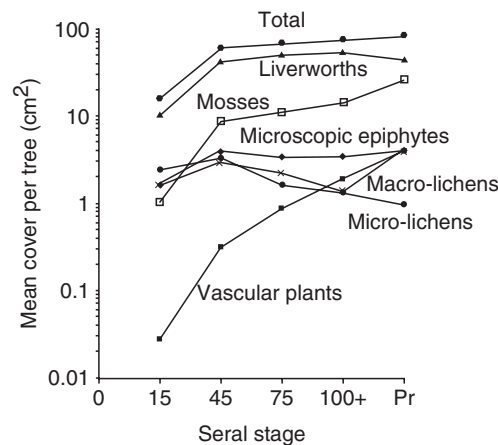 Total
100
Liverworths
Mosses
10
Microscopic epiphytes
Macro-lichens
1
Micro-lichens
Vascular plants
0.1
0.01
0 15 45 75 100+ Pr
Seral stage
Mean cover per tree (cm²)